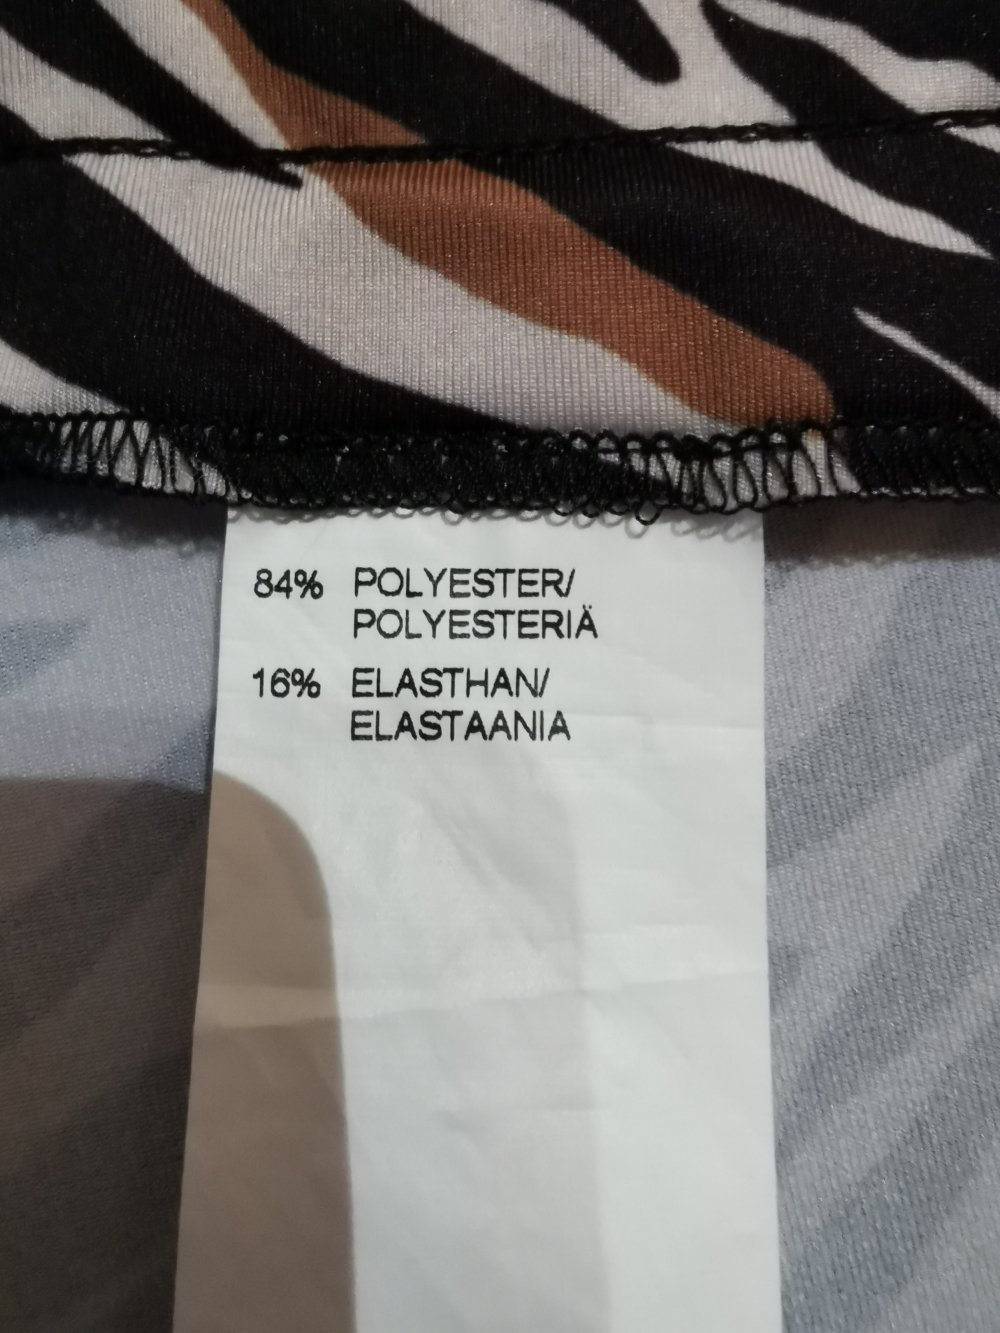 84% POLYESTER/
POLYESTERIÄ
16% ELASTHAN/
ELASTAANIA